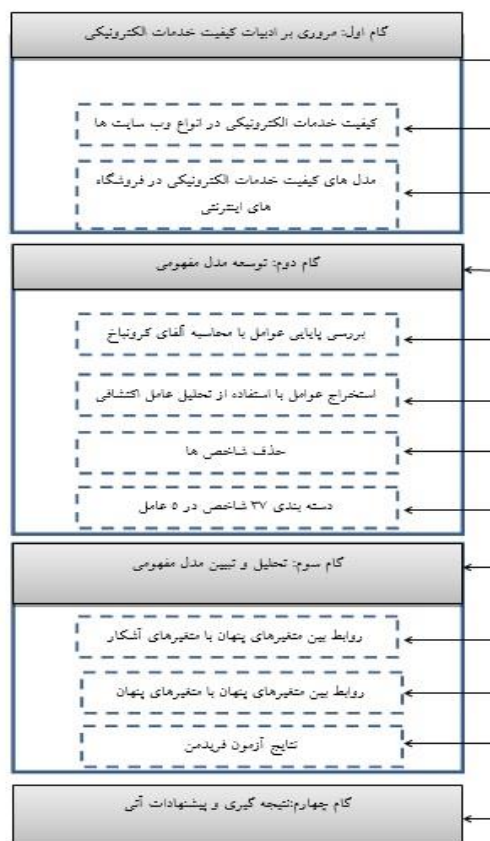 گام اول: مروری بر ادبیات کیفیت خدمات الکترونیکی
کیفیت خدمات الکترونیکی در انواع وب سایت ها
مدل های کیفیت خدمات الکترونیکی در فروشگاه
های اینترنتی
گام دوم: توسعه مدل مفهومی
بررسی پایایی عوامل با محاسبه آلفای کرونباخ
استخراج عوامل با استفاده از تحلیل عامل اکتشافی
حذف شاخص ها
دسته بندی ۳۷ شاخص در ۵ عامل
گام سوم: تحلیل و تبیین مدل مفهومی
روابط بین متغیرهای پنهان با متغیرهای آشکار
روابط بین متغیرهای پنهان با متغیرهای پنهان
نتایج آزمون فریدمن
گام چهارم:نتیجه گیری و پیشنهادات آتی